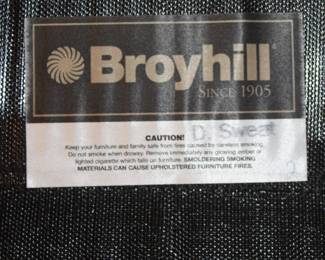 Broyhill
SINCE 1905
CAUTION! D. Sweat
Keep your furniture and family safe from fires caused by careless smoking.
Do not smoke when drowsy. Remove immediately any glowing ember or
lighted cigarette which falls on furniture. SMOLDERING SMOKING
MATERIALS CAN CAUSE UPHOLSTERED FURNITURE FIRES.